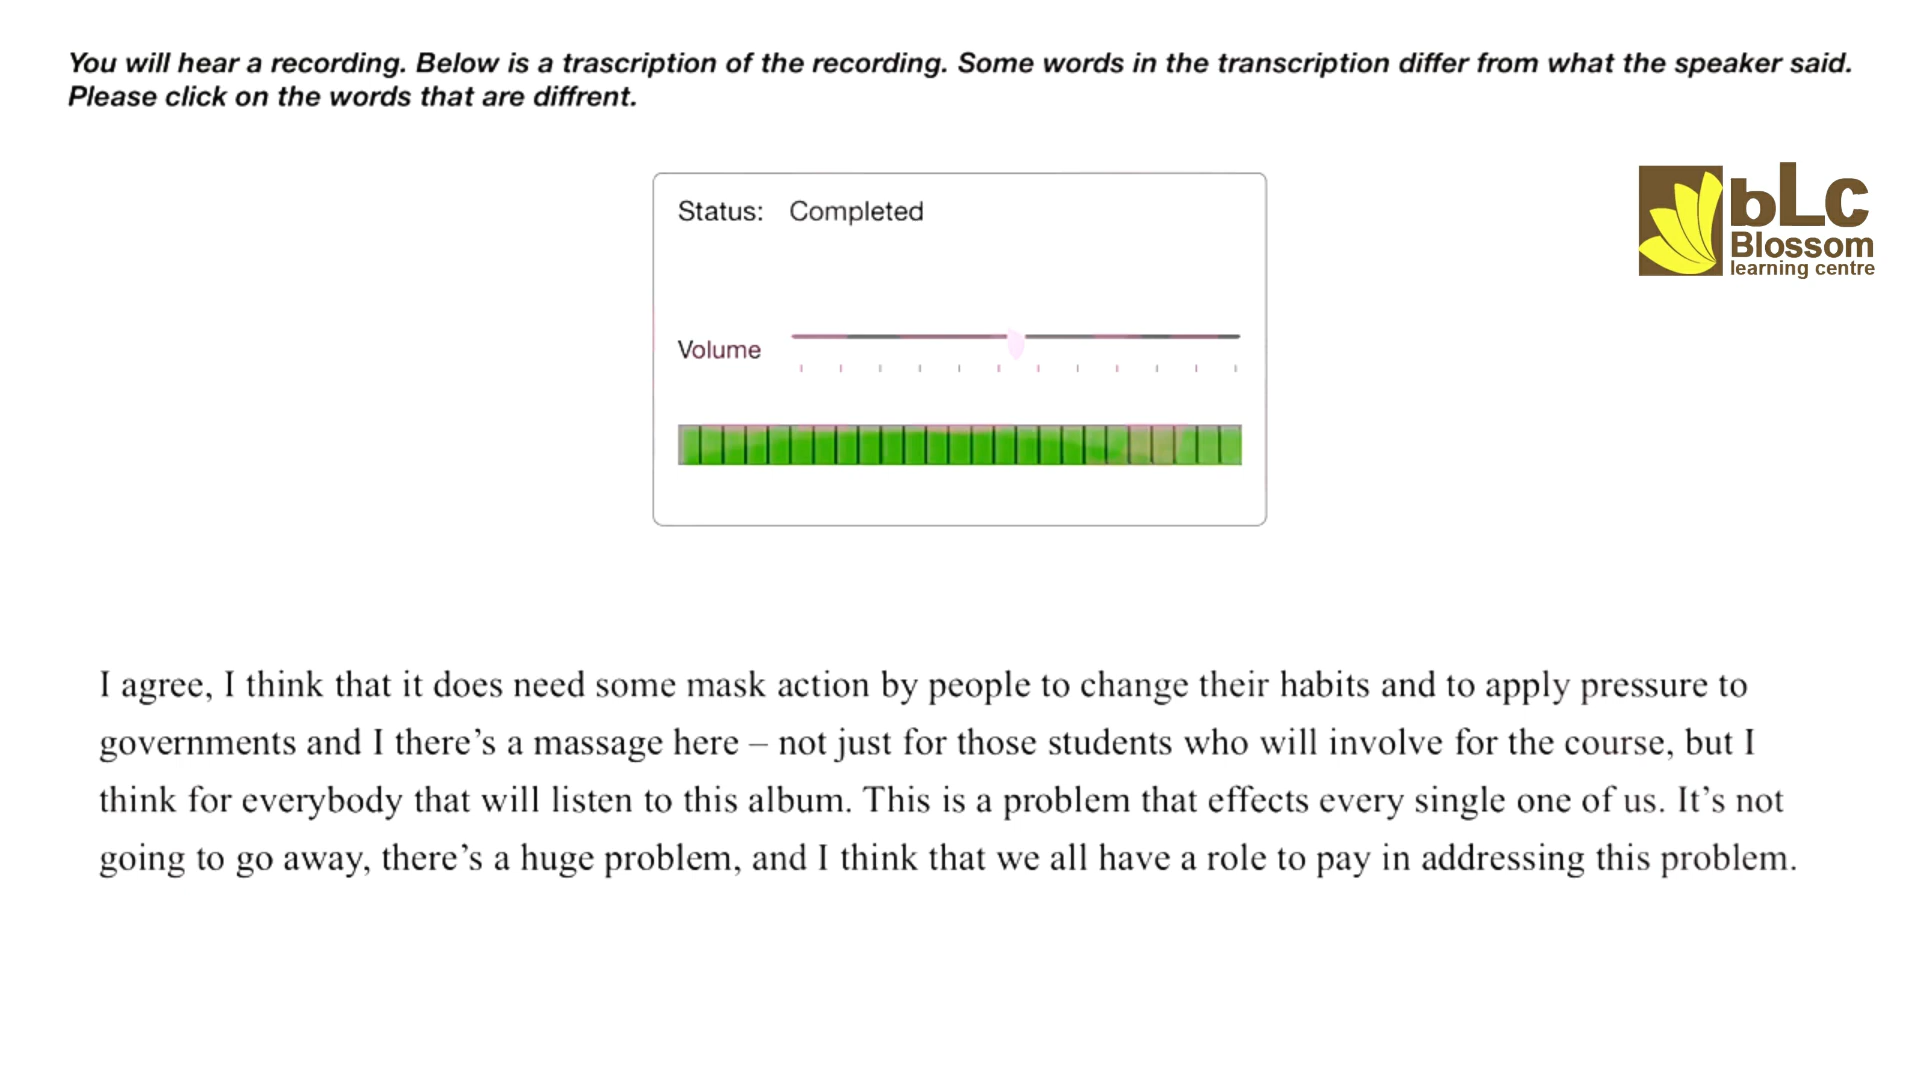 You will hear a recording. Below is a trascription of the recording. Some words in the transcription differ from what the speaker said.
Please click on the words that are diffrent.
Status: Completed
bLc
Blossom
learning centre
Volume
I agree, I think that it does need some mask action by people to change their habits and to apply pressure to
governments and I there’s a massage here – not just for those students who will involve for the course, but I
think for everybody that will listen to this album. This is a problem that effects every single one of us. It’s not
going to go away, there’s a huge problem, and I think that we all have a role to pay in addressing this problem.